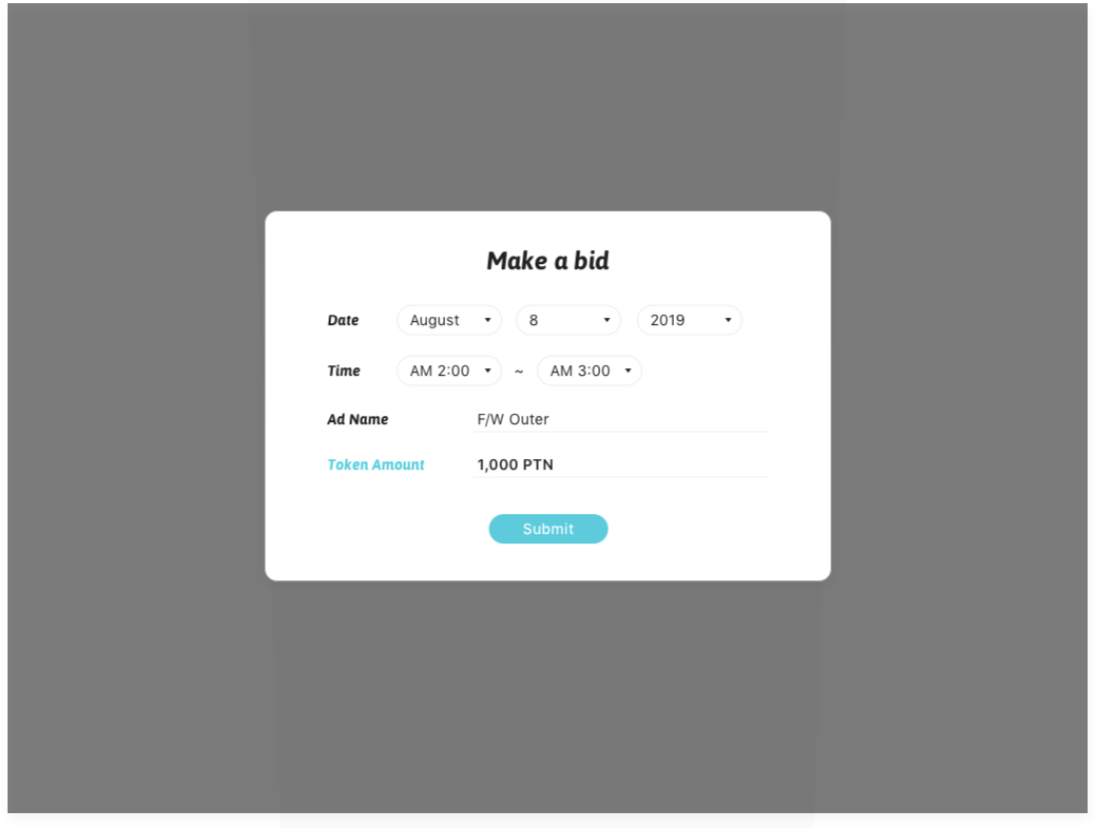 Make a bid
Date August 8 2019
Time AM 2:00 ~ AM 3:00
Ad Name F/W Outer
Token Amount 1,000 PTN
Submit